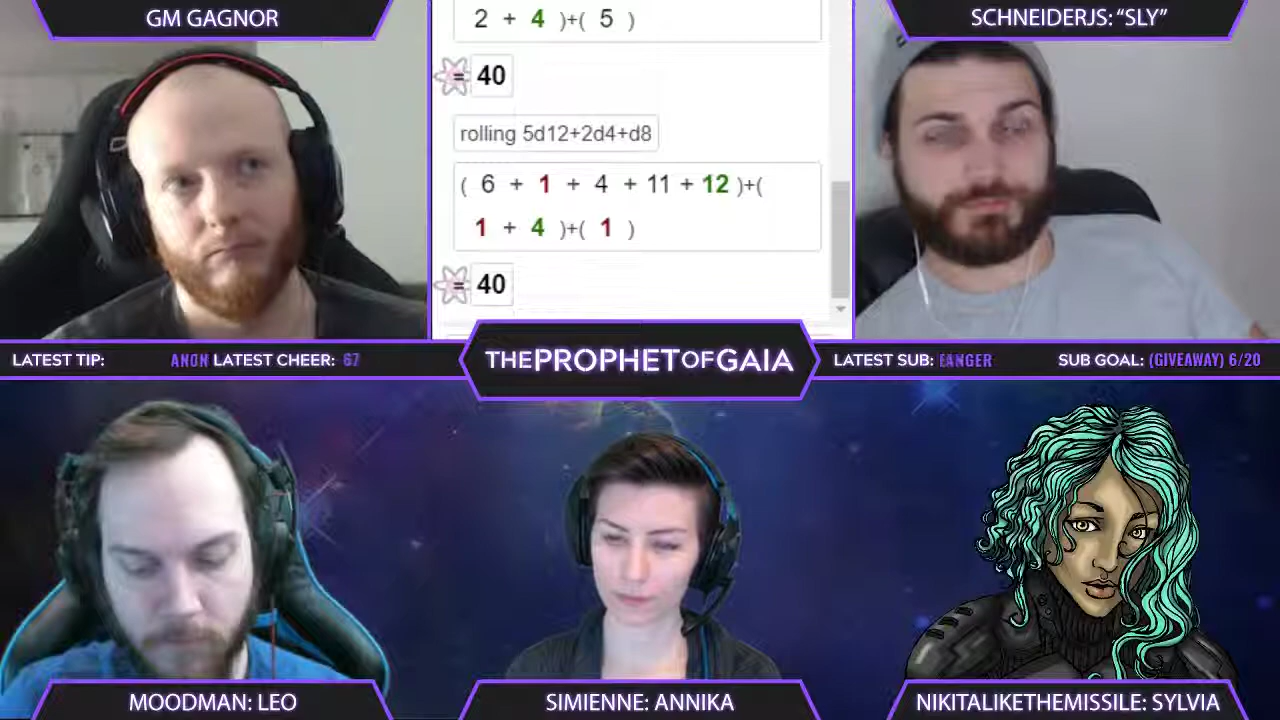 GM GAGNOR
2 + 4 )+( 5 )
SCHNEIDERJS: “SLY”
= 40
rolling 5d12+2d4+d8
( 6 + 1 + 4 + 11 + 12 )+(
1 + 4 )+( 1 )
= 40
LATEST TIP: ANON LATEST CHEER: 67
THEPROPHETOFGAIA
LATEST SUB: EANGER SUB GOAL: (GIVEAWAY) 6/20
MOODMAN: LEO
SIMIENNE: ANNIKA
NIKITALIKETHEMISSILE: SYLVIA